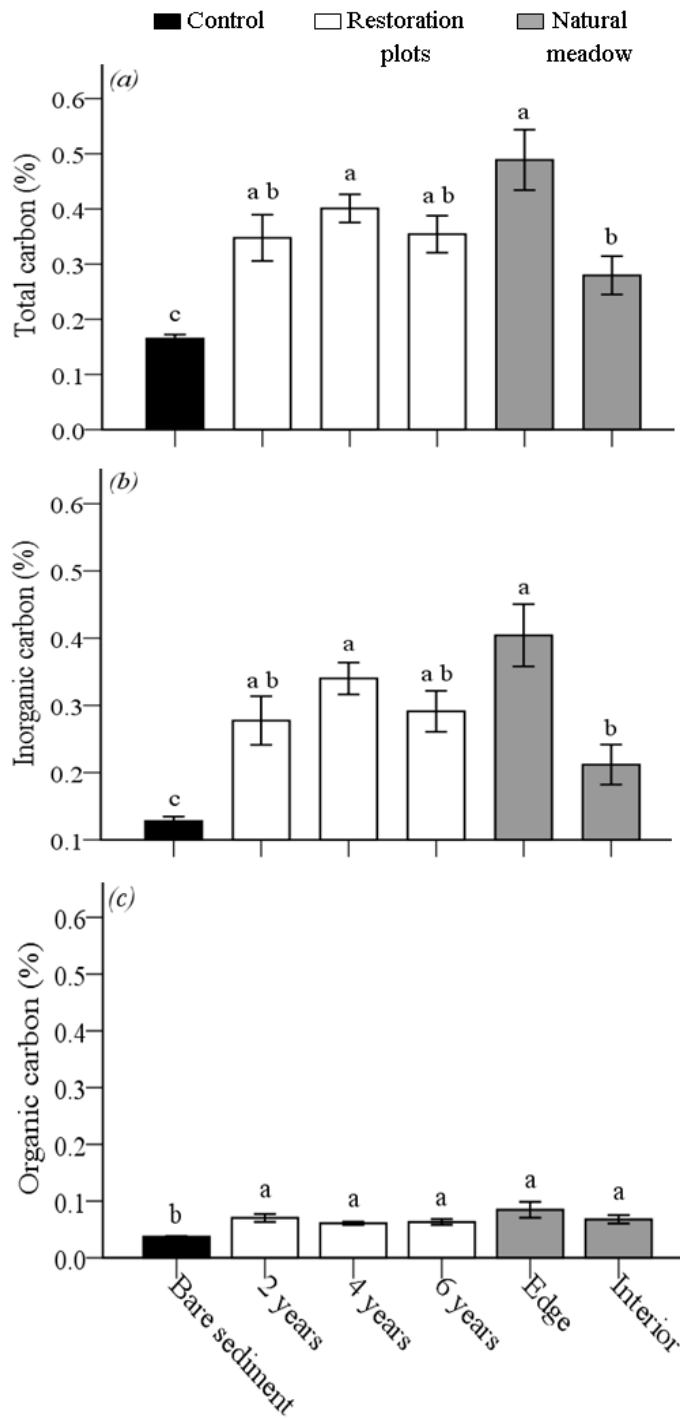 Control Restoration plots Natural meadow
(a)
Total carbon (%)
0.6
0.5
0.4
0.3
0.2
0.1
0.0
c
a b
a
a b
a
b
(b)
Inorganic carbon (%)
0.6
0.5
0.4
0.3
0.2
0.1
c
a b
a
a b
a
b
(c)
Organic carbon (%)
0.6
0.5
0.4
0.3
0.2
0.1
0.0
b
a
a
a
a
a
Bare sediment
2 years
4 years
6 years
Edge
Interior